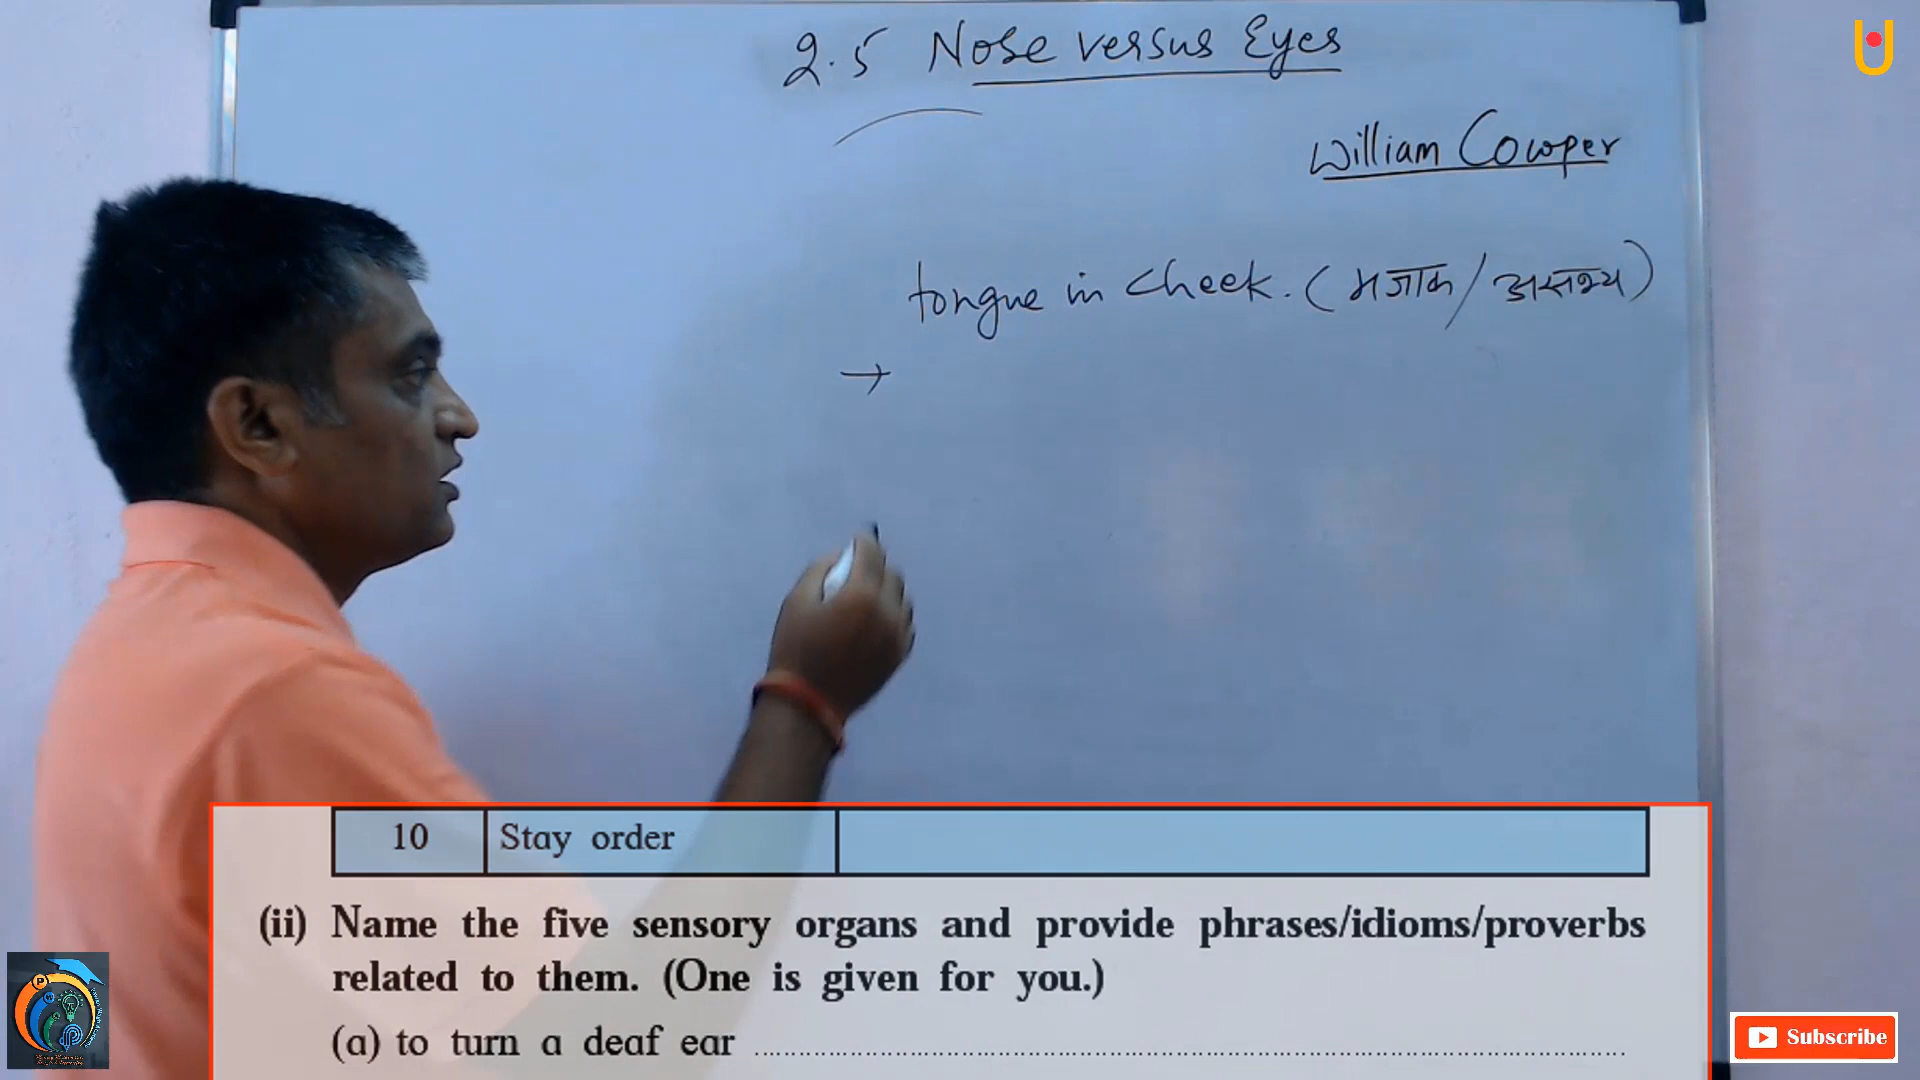 2.5 Nose versus Eyes
William Cowper
tongue in cheek. (मजाक/असत्य)
→
10 Stay order
(ii) Name the five sensory organs and provide phrases/idioms/proverbs
related to them. (One is given for you.)
(a) to turn a deaf ear
Subscribe